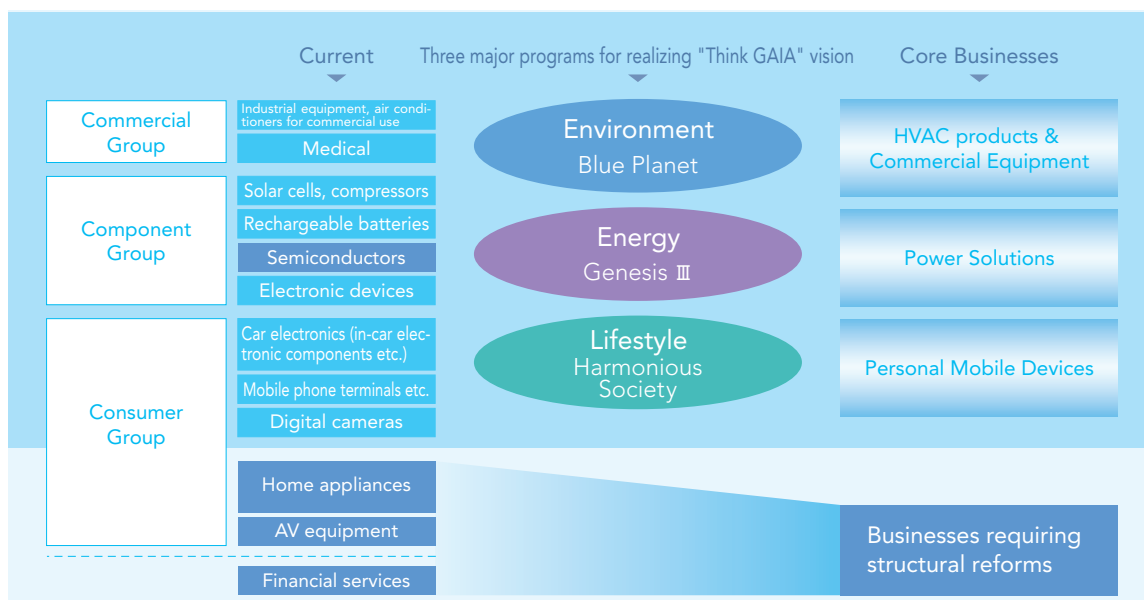 Current
Three major programs for realizing "Think GAIA" vision
Core Businesses
Commercial
Group
Industrial equipment, air condi-
tioners for commercial use
Medical
Environment
Blue Planet
HVAC products &
Commercial Equipment
Component
Group
Solar cells, compressors
Rechargeable batteries
Semiconductors
Electronic devices
Energy
Genesis Ⅲ
Power Solutions
Consumer
Group
Car electronics (in-car elec-
tronic components etc.)
Mobile phone terminals etc.
Digital cameras
Lifestyle
Harmonious
Society
Personal Mobile Devices
Home appliances
AV equipment
Financial services
Businesses requiring
structural reforms